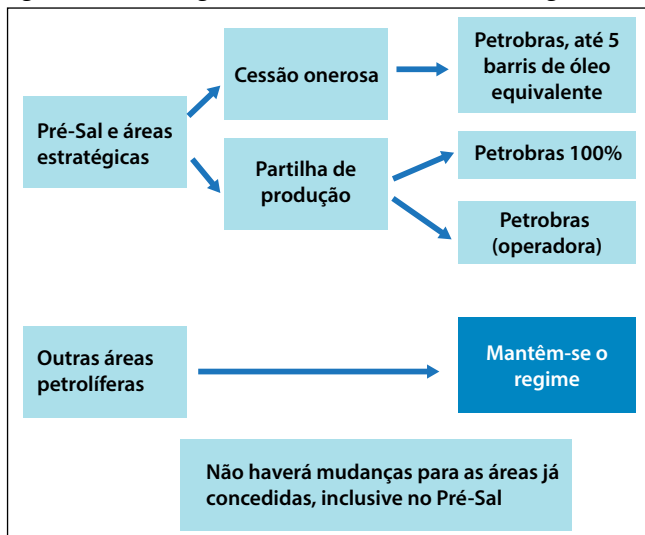 Pré-Sal e áreas
estratégicas
Cessão onerosa
Petrobras, até 5
barris de óleo
equivalente
Partilha de
produção
Petrobras 100%
Petrobras
(operadora)
Outras áreas
petrolíferas
Mantêm-se o
regime
Não haverá mudanças para as áreas já
concedidas, inclusive no Pré-Sal